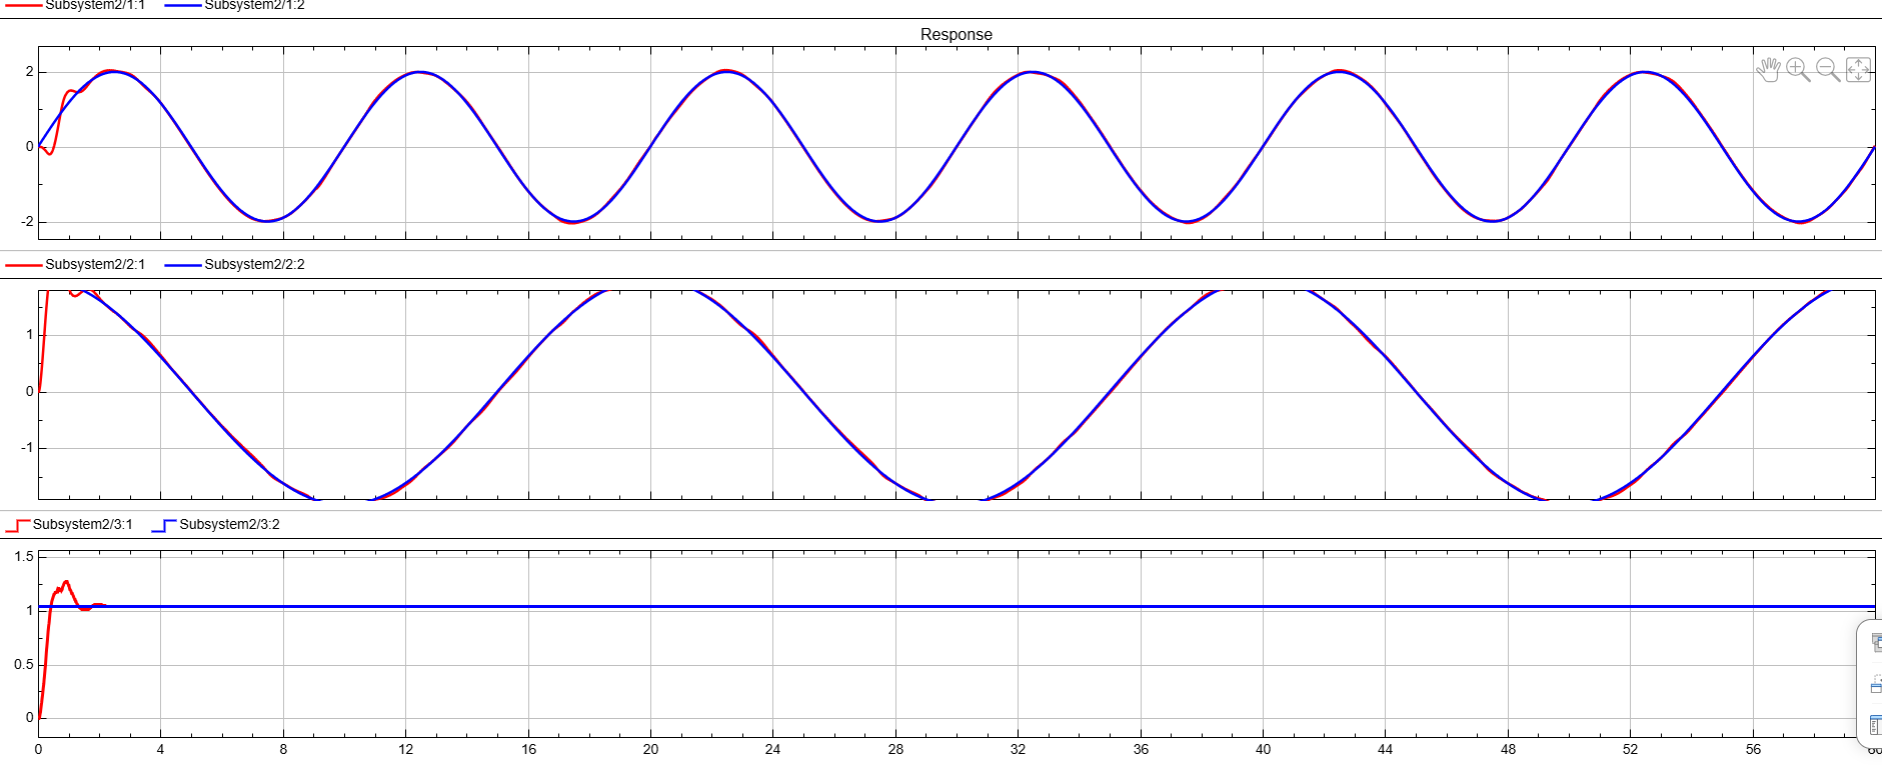 Subsystem2/1:1 Subsystem2/1:2
Response
2
0
-2
Subsystem2/2:1 Subsystem2/2:2
1
0
-1
Subsystem2/3:1 Subsystem2/3:2
1.5
1
0.5
0
0 4 8 12 16 20 24 28 32 36 40 44 48 52 56 60